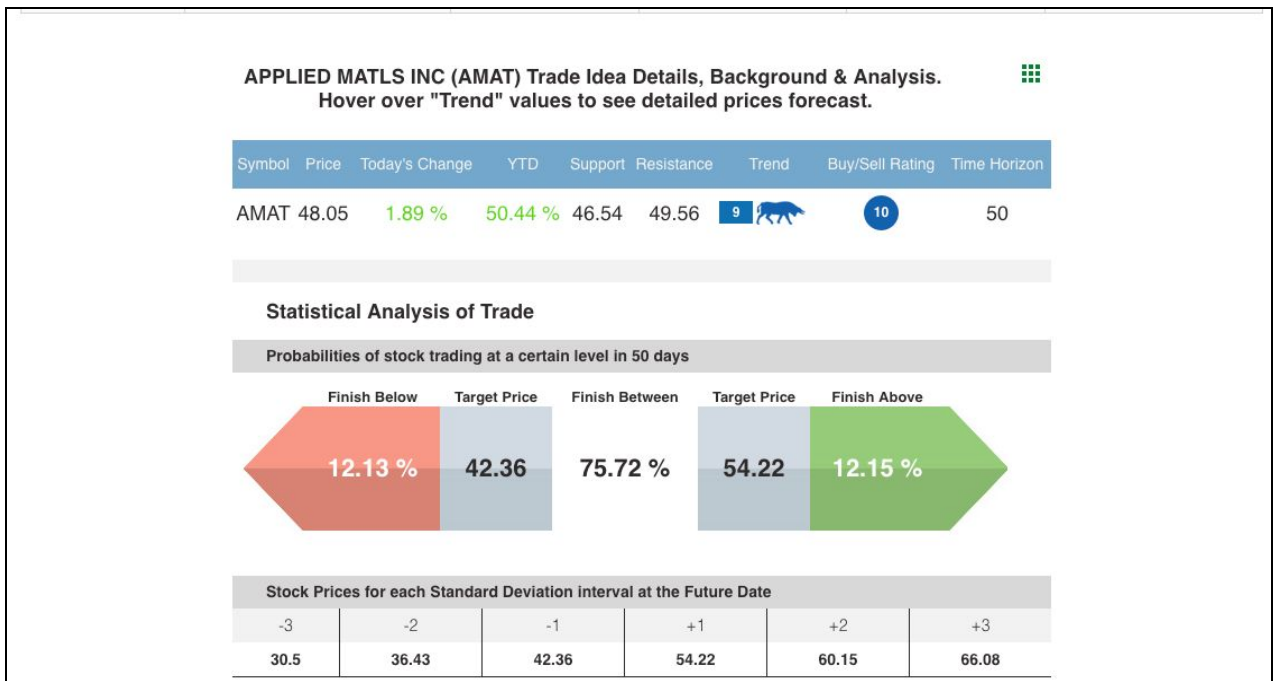 APPLIED MATLS INC (AMAT) Trade Idea Details, Background & Analysis.
Hover over "Trend" values to see detailed prices forecast.
Symbol Price Today's Change YTD Support Resistance Trend Buy/Sell Rating Time Horizon
AMAT 48.05 1.89 % 50.44 % 46.54 49.56 9 10 50
Statistical Analysis of Trade
Probabilities of stock trading at a certain level in 50 days
Finish Below Target Price Finish Between Target Price Finish Above
12.13 % 42.36 75.72 % 54.22 12.15 %
Stock Prices for each Standard Deviation interval at the Future Date
-3 -2 -1 +1 +2 +3
30.5 36.43 42.36 54.22 60.15 66.08